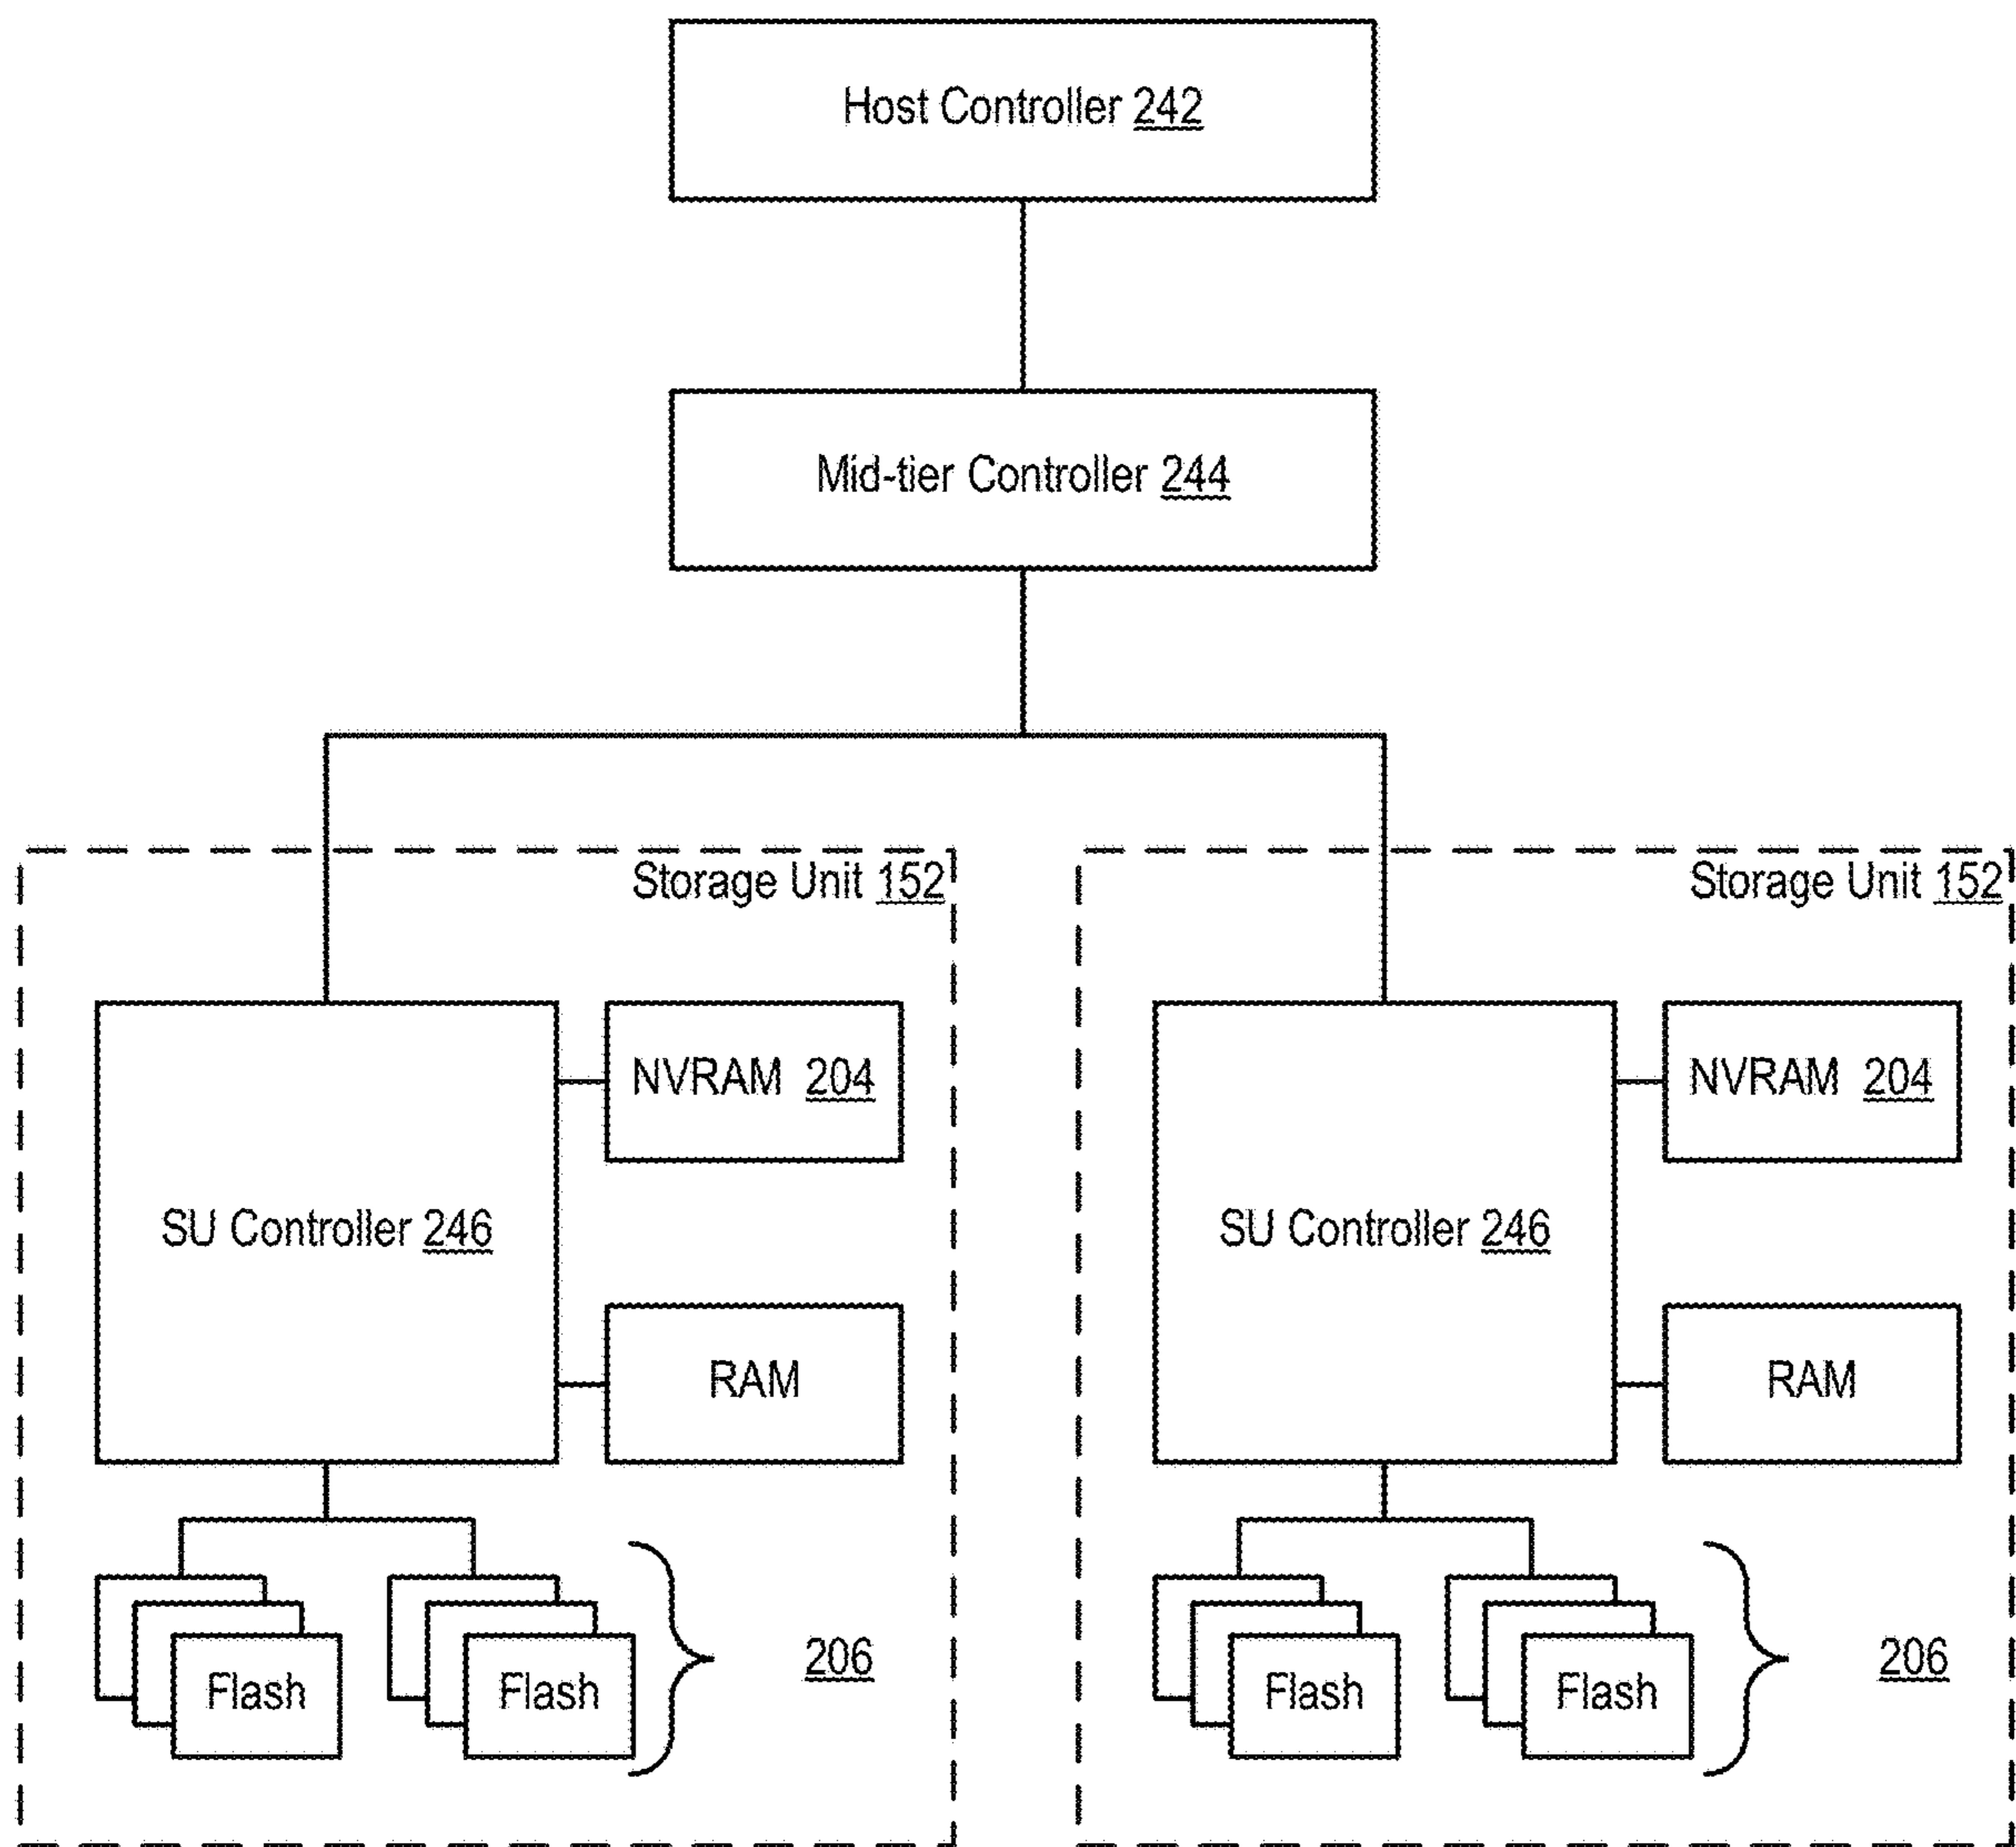 Host Controller 242
Mid-tier Controller 244
Storage Unit 152
NVRAM 204
SU Controller 246
RAM
Flash
Flash
206
Storage Unit 152
NVRAM 204
SU Controller 246
RAM
Flash
Flash
206